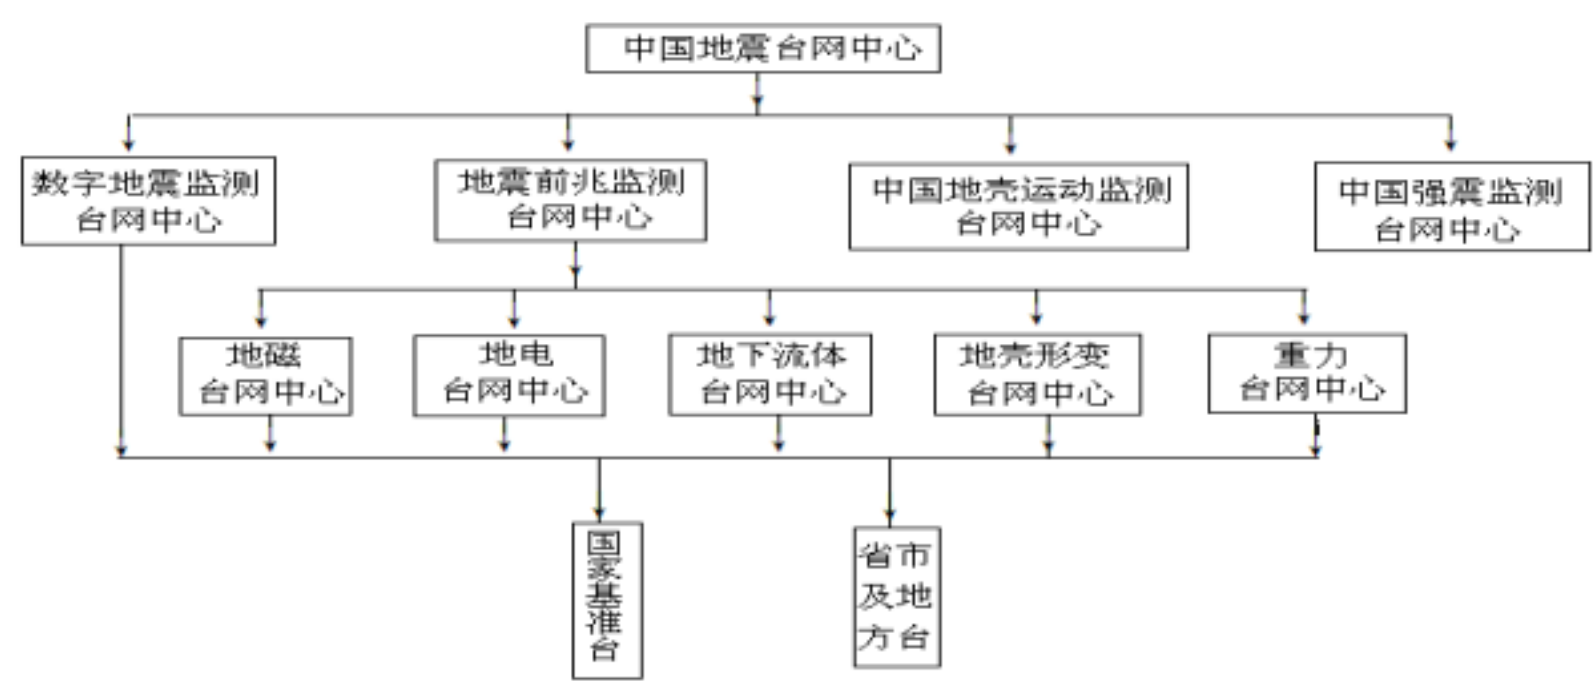 中国地震台网中心
数字地震监测
台网中心
地震前兆监测
台网中心
中国地壳运动监测
台网中心
中国强震监测
台网中心
地磁
台网中心
地电
台网中心
地下流体
台网中心
地壳形变
台网中心
重力
台网中心
国家基准台
省市
及地
方台